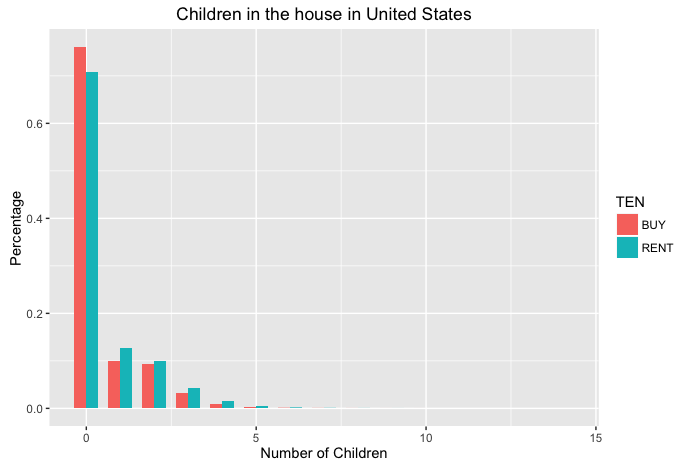 Children in the house in United States
Percentage
0.6
0.4
0.2
0.0
0
5
10
15
Number of Children
TEN
BUY
RENT